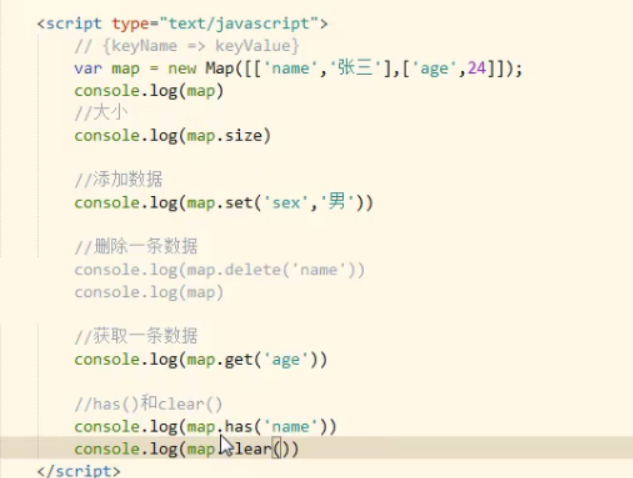 <script type="text/javascript">
// {keyName => keyValue}
var map = new Map([['name','张三'],['age',24]]);
console.log(map)
//大小
console.log(map.size)
//添加数据
console.log(map.set('sex','男'))
//删除一条数据
console.log(map.delete('name'))
console.log(map)
//获取一条数据
console.log(map.get('age'))
//has()和clear()
console.log(map.has('name'))
console.log(map.clear())
</script>